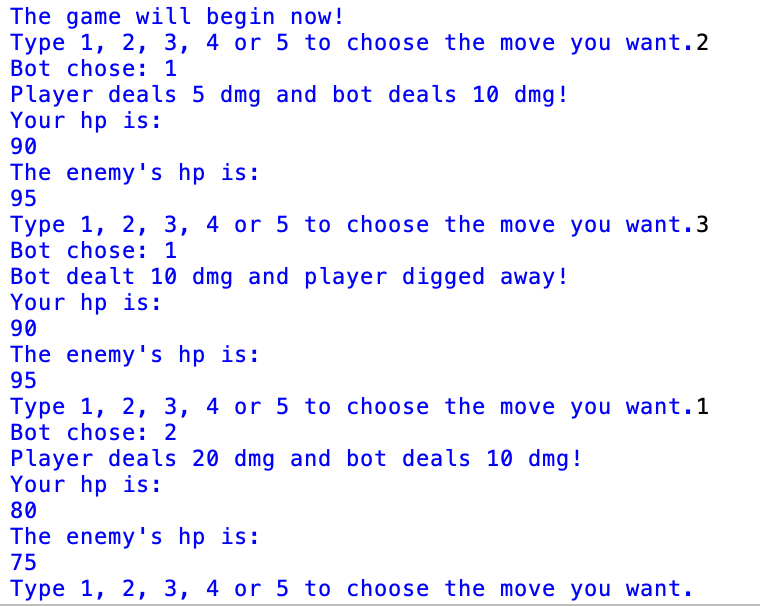 The game will begin now!
Type 1, 2, 3, 4 or 5 to choose the move you want.2
Bot chose: 1
Player deals 5 dmg and bot deals 10 dmg!
Your hp is:
90
The enemy's hp is:
95
Type 1, 2, 3, 4 or 5 to choose the move you want.3
Bot chose: 1
Bot dealt 10 dmg and player digged away!
Your hp is:
90
The enemy's hp is:
95
Type 1, 2, 3, 4 or 5 to choose the move you want.1
Bot chose: 2
Player deals 20 dmg and bot deals 10 dmg!
Your hp is:
80
The enemy's hp is:
75
Type 1, 2, 3, 4 or 5 to choose the move you want.